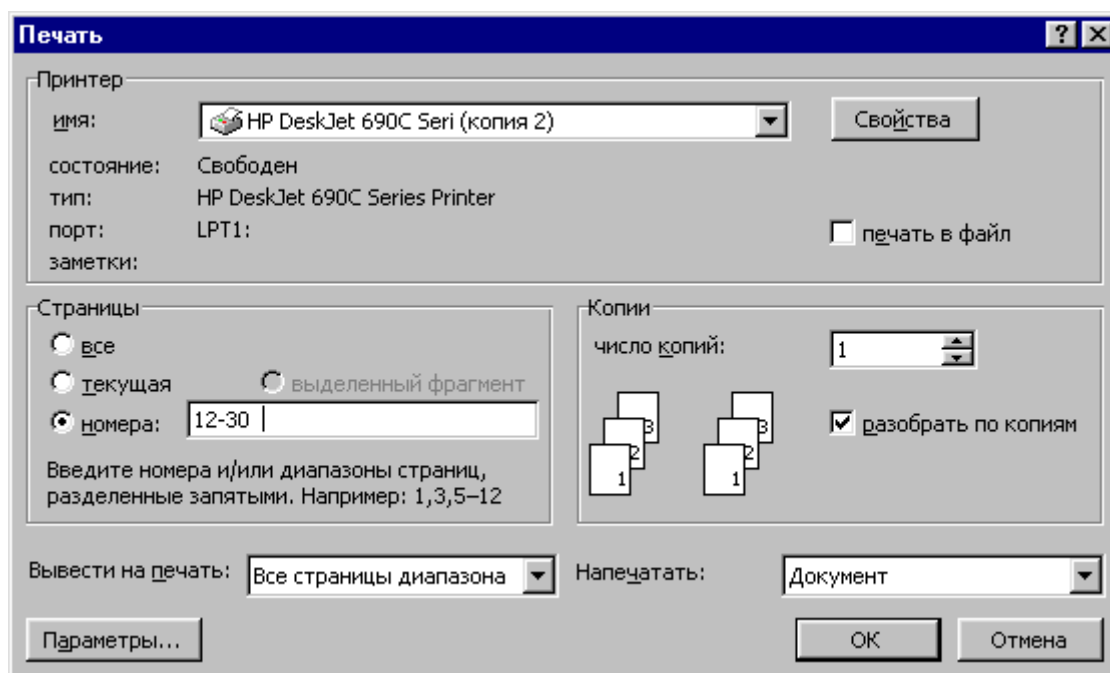 Печать
Принтер
имя: HP DeskJet 690C Seri (копия 2) Свойства
состояние: Свободен
тип: HP DeskJet 690C Series Printer
порт: LPT1: печать в файл
заметки:
Страницы
все
текущая выделенный фрагмент
номера: 12-30
Введите номера и/или диапазоны страниц,
разделенные запятыми. Например: 1,3,5–12
Копии
число копий: 1
3 3
2 2
1 1
разобрать по копиям
Вывести на печать: Все страницы диапазона Напечатать: Документ
Параметры... ОК Отмена